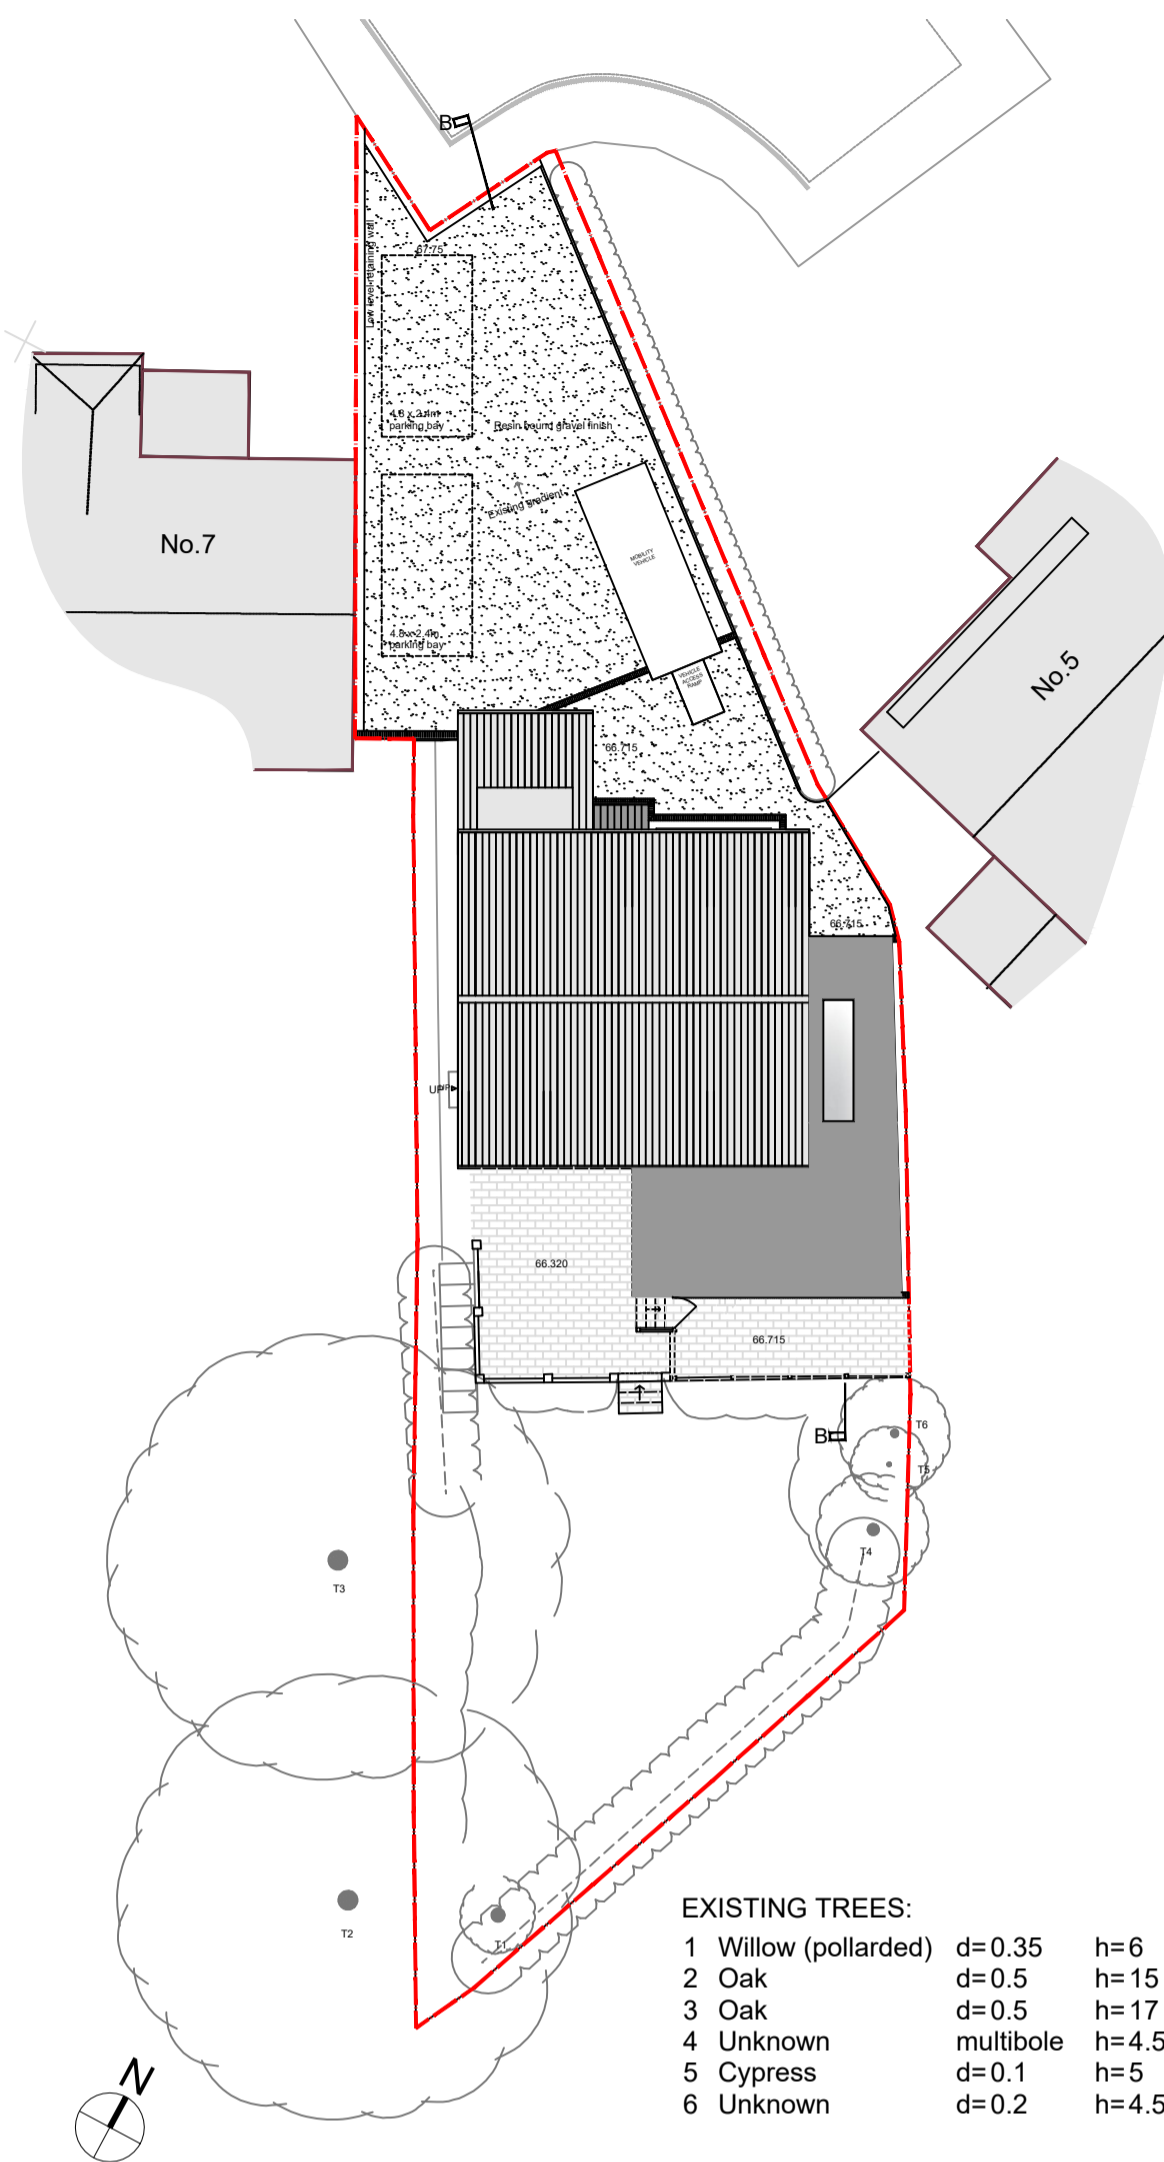 B
67.75
Low level retaining wall
4.8 x 2.4m
parking bay
Resin bound gravel finish
Existing gradient
No.7
MOBILITY
VEHICLE
4.8 x 2.4m
parking bay
VEHICLE
ACCESS
RAMP
No.5
66.715
66.715
UP
UP
66.320
66.715
B
T6
T5
T4
T3
T2
T1
EXISTING TREES:
1 Willow (pollarded) d=0.35 h=6
2 Oak d=0.5 h=15
3 Oak d=0.5 h=17
4 Unknown multibole h=4.5
5 Cypress d=0.1 h=5
6 Unknown d=0.2 h=4.5
N